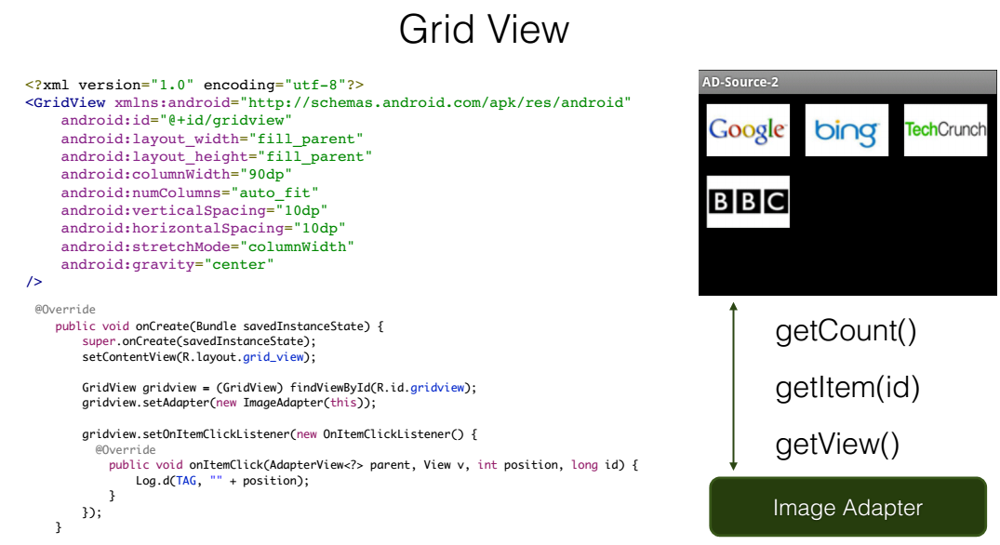 Grid View
<?xml version="1.0" encoding="utf-8"?>
<GridView xmlns:android="http://schemas.android.com/apk/res/android"
    android:id="@+id/gridview"
    android:layout_width="fill_parent"
    android:layout_height="fill_parent"
    android:columnWidth="90dp"
    android:numColumns="auto_fit"
    android:verticalSpacing="10dp"
    android:horizontalSpacing="10dp"
    android:stretchMode="columnWidth"
    android:gravity="center"
/>
@Override
    public void onCreate(Bundle savedInstanceState) {
        super.onCreate(savedInstanceState);
        setContentView(R.layout.grid_view);
        GridView gridview = (GridView) findViewById(R.id.gridview);
        gridview.setAdapter(new ImageAdapter(this));
        gridview.setOnItemClickListener(new OnItemClickListener() {
          @Override
            public void onItemClick(AdapterView<?> parent, View v, int position, long id) {
                Log.d(TAG, "" + position);
            }
        });
    }
AD-Source-2
Google bing TechCrunch
BBC
getCount()
getItem(id)
getView()
Image Adapter